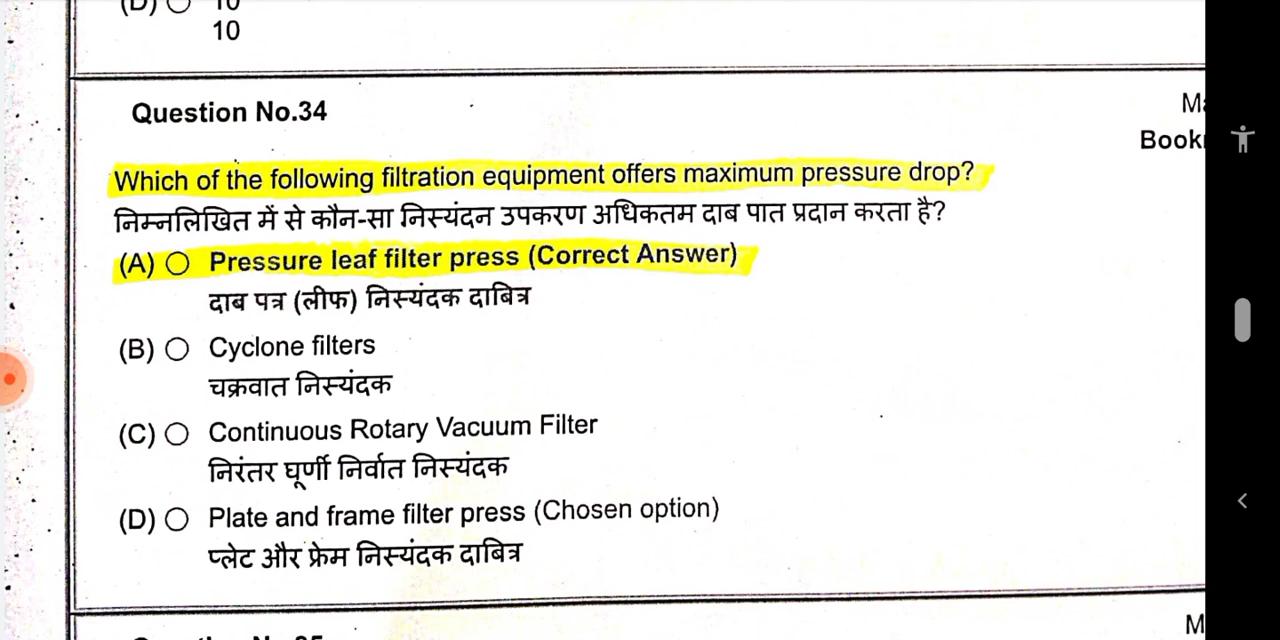 (D) ○ 10
10
Question No.34
Which of the following filtration equipment offers maximum pressure drop?
निम्नलिखित में से कौन-सा निस्यंदन उपकरण अधिकतम दाब पात प्रदान करता है?
(A) ○ Pressure leaf filter press (Correct Answer)
दाब पत्र (लीफ) निस्यंदक दाबित्र
(B) ○ Cyclone filters
चक्रवात निस्यंदक
(C) ○ Continuous Rotary Vacuum Filter
निरंतर घूर्णी निर्वात निस्यंदक
(D) ○ Plate and frame filter press (Chosen option)
प्लेट और फ्रेम निस्यंदक दाबित्र